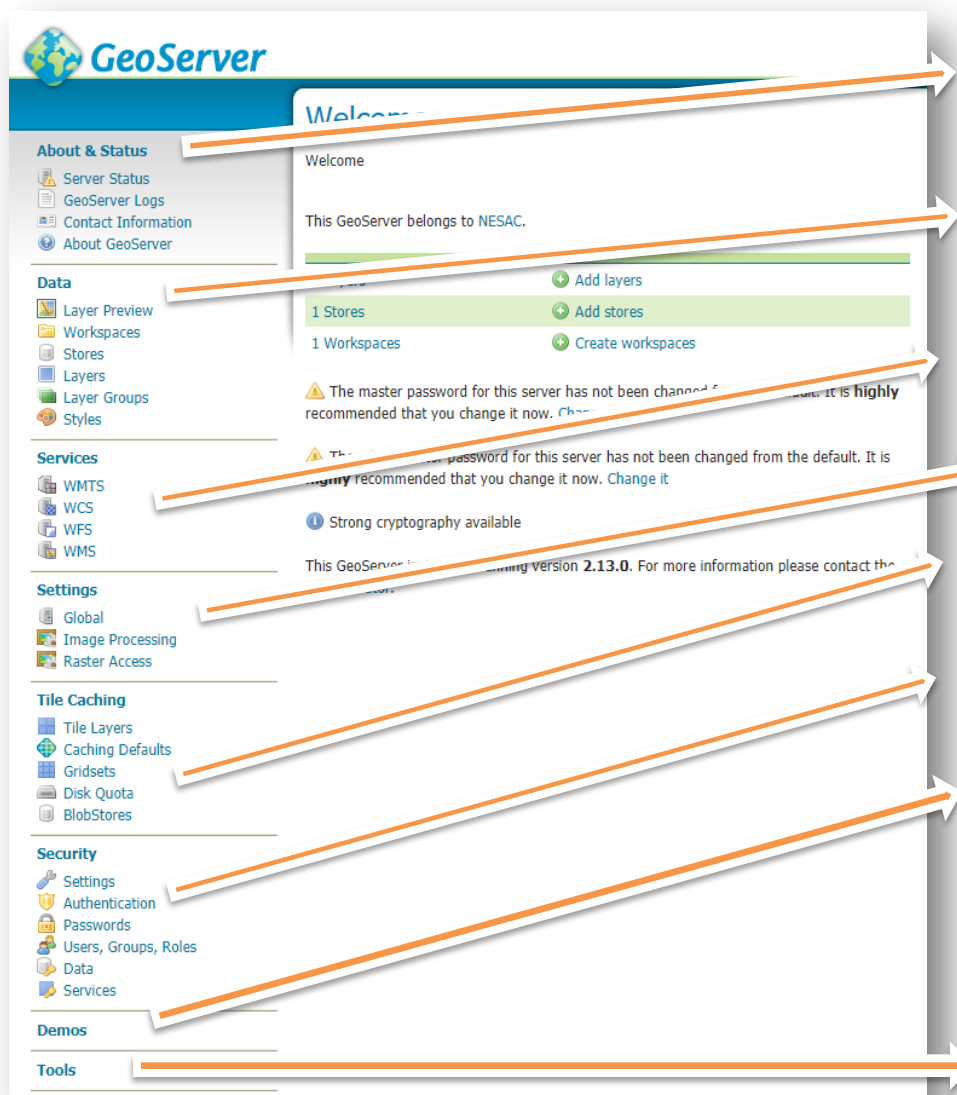 GeoServer
About & Status
Server Status
GeoServer Logs
Contact Information
About GeoServer
Data
Layer Preview
Workspaces
Stores
Layers
Layer Groups
Styles
Services
WMTS
WCS
WFS
WMS
Settings
Global
Image Processing
Raster Access
Tile Caching
Tile Layers
Caching Defaults
Gridsets
Disk Quota
BlobStores
Security
Settings
Authentication
Passwords
Users, Groups, Roles
Data
Services
Demos
Tools
Welcome
Welcome
This GeoServer belongs to NESAC.
Add layers
1 Stores Add stores
1 Workspaces Create workspaces
The master password for this server has not been changed It is highly
recommended that you change it now.
password for this server has not been changed from the default. It is
highly recommended that you change it now. Change it
Strong cryptography available
This GeoServer version 2.13.0. For more information please contact the